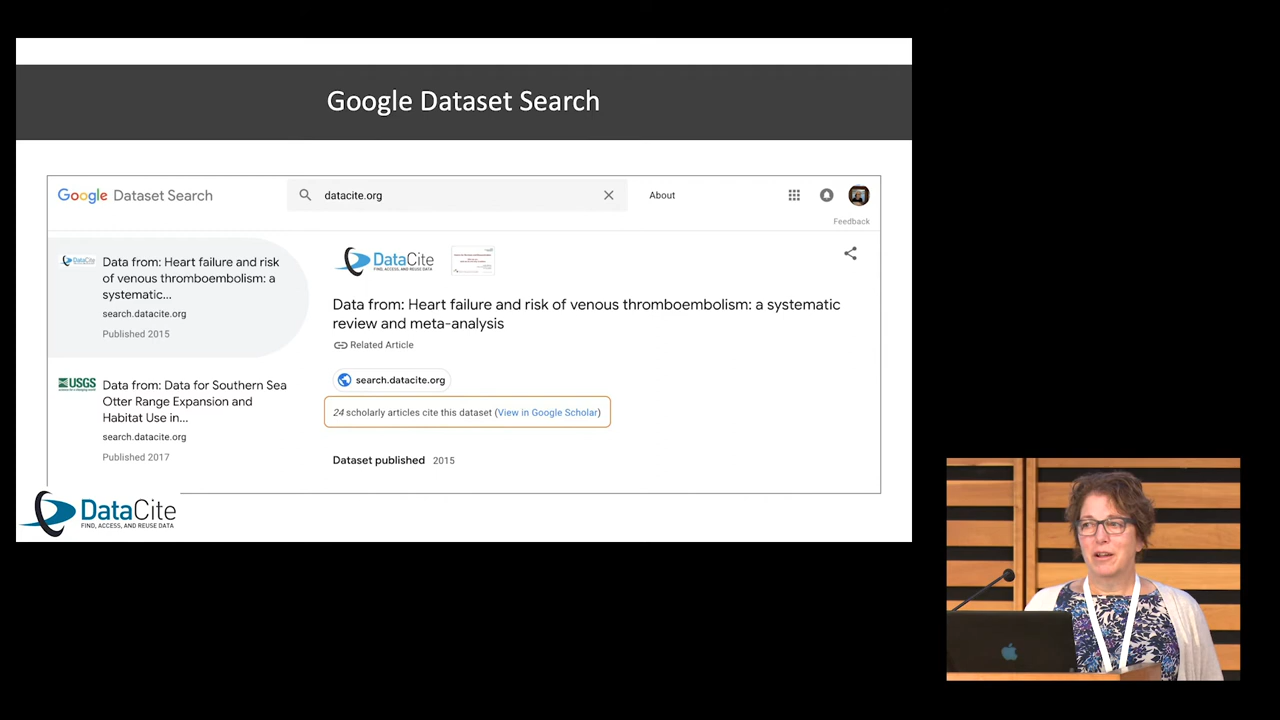 Google Dataset Search
Google Dataset Search
datacite.org
About
Feedback
DataCite
Data from: Heart failure and risk
of venous thromboembolism: a
systematic...
search.datacite.org
Published 2015
USGS
Data from: Data for Southern Sea
Otter Range Expansion and
Habitat Use in...
search.datacite.org
Published 2017
DataCite
FIND, ACCESS, AND REUSE DATA
Data from: Heart failure and risk of venous thromboembolism: a systematic
review and meta-analysis
Related Article
search.datacite.org
24 scholarly articles cite this dataset (View in Google Scholar)
Dataset published 2015
DataCite
FIND, ACCESS, AND REUSE DATA